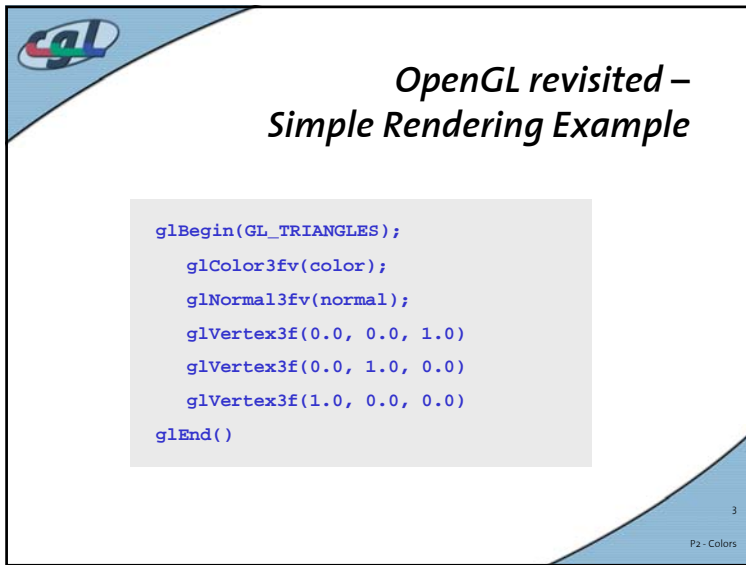 cgl
OpenGL revisited –
Simple Rendering Example
glBegin(GL_TRIANGLES);
glColor3fv(color);
glNormal3fv(normal);
glVertex3f(0.0, 0.0, 1.0)
glVertex3f(0.0, 1.0, 0.0)
glVertex3f(1.0, 0.0, 0.0)
glEnd()
3
P2 - Colors